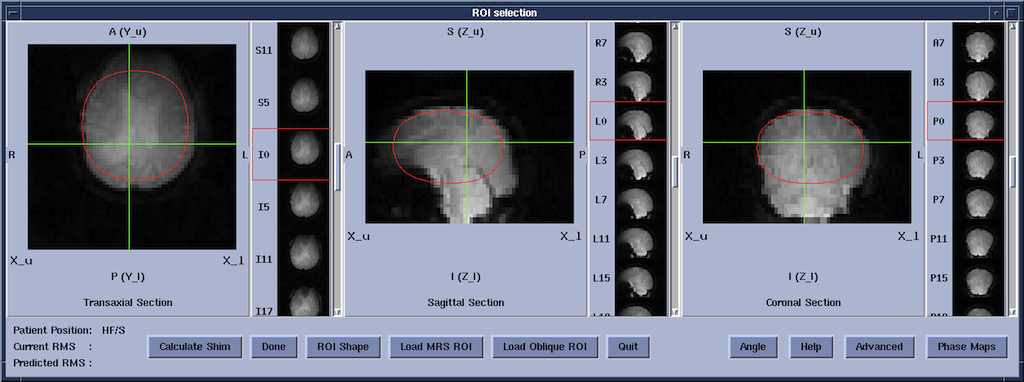 ROI selection
A (Y_u)
R
L
X_u
X_l
P (Y_l)
Transaxial Section
S11
S5
I0
I5
I11
I17
S (Z_u)
A
P
X_u
X_l
I (Z_l)
Sagittal Section
R7
R3
L0
L3
L7
L11
L15
S (Z_u)
R
L
X_u
X_l
I (Z_l)
Coronal Section
A7
A3
P0
P3
P7
P11
P15
Patient Position: HF/S
Current RMS :
Predicted RMS :
Calculate Shim
Done
ROI Shape
Load MRS ROI
Load Oblique ROI
Quit
Angle
Help
Advanced
Phase Maps